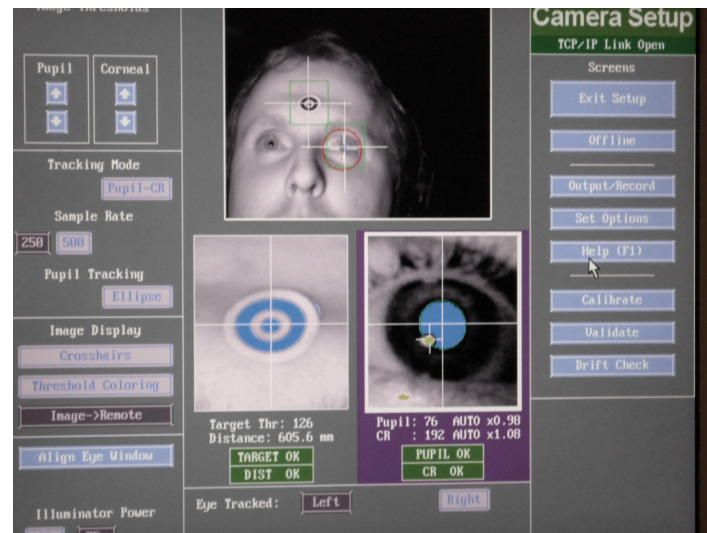 Image Thresholds
Pupil Corneal
Tracking Mode
Pupil-CR
Sample Rate
250 500
Pupil Tracking
Ellipse
Image Display
Crosshairs
Threshold Coloring
Image->Remote
Align Eye Window
Illuminator Power
Target Thr: 126
Distance: 605.6 mm
TARGET OK
DIST OK
Pupil: 76 AUTO x0.98
CR : 192 AUTO x1.08
PUPIL OK
CR OK
Eye Tracked: Left Right
Camera Setup
TCP/IP Link Open
Screens
Exit Setup
Offline
Output/Record
Set Options
Help (F1)
Calibrate
Validate
Drift Check